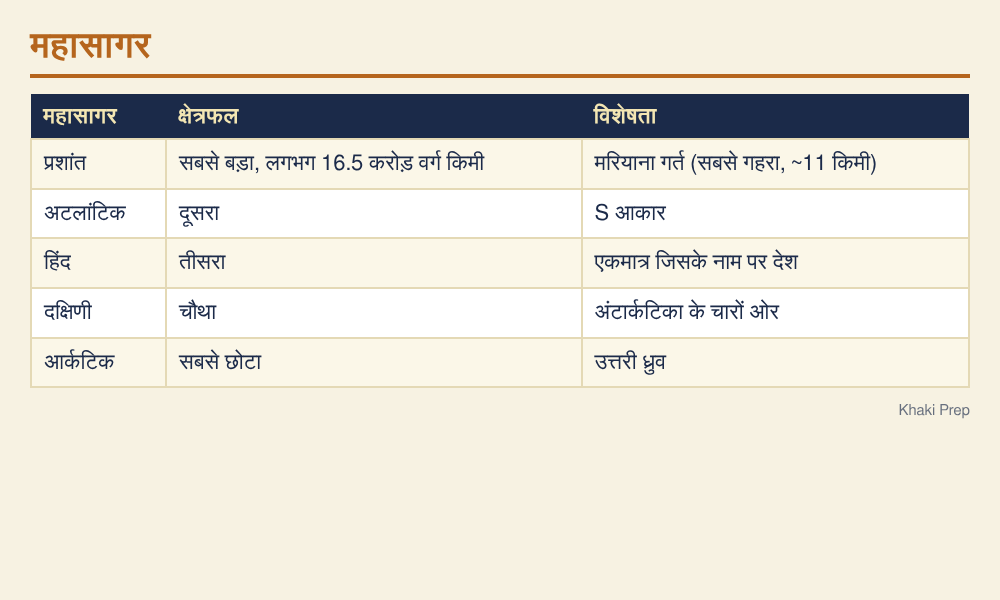 महासागर
महासागर क्षेत्रफल विशेषता
प्रशांत सबसे बड़ा, लगभग 16.5 करोड़ वर्ग किमी मरियाना गर्त (सबसे गहरा, ~11 किमी)
अटलांटिक दूसरा S आकार
हिंद तीसरा एकमात्र जिसके नाम पर देश
दक्षिणी चौथा अंटार्कटिका के चारों ओर
आर्कटिक सबसे छोटा उत्तरी ध्रुव
Khaki Prep